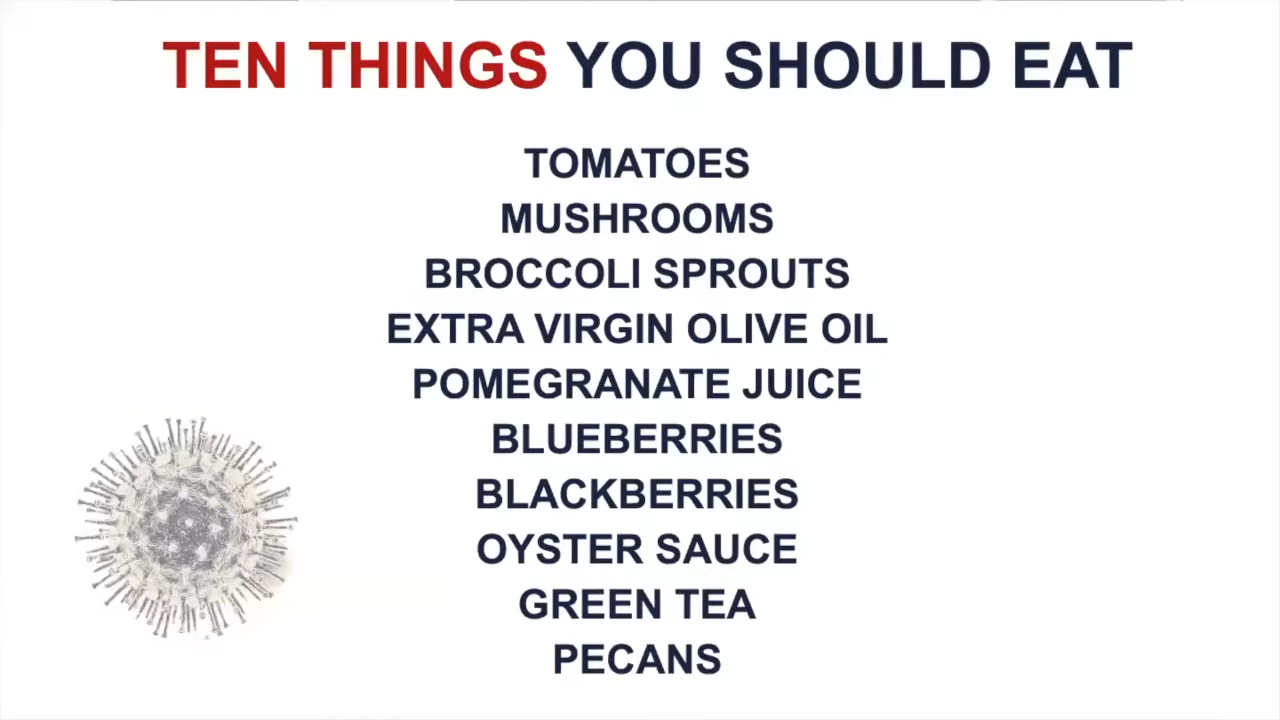 TEN THINGS YOU SHOULD EAT
TOMATOES
MUSHROOMS
BROCCOLI SPROUTS
EXTRA VIRGIN OLIVE OIL
POMEGRANATE JUICE
BLUEBERRIES
BLACKBERRIES
OYSTER SAUCE
GREEN TEA
PECANS